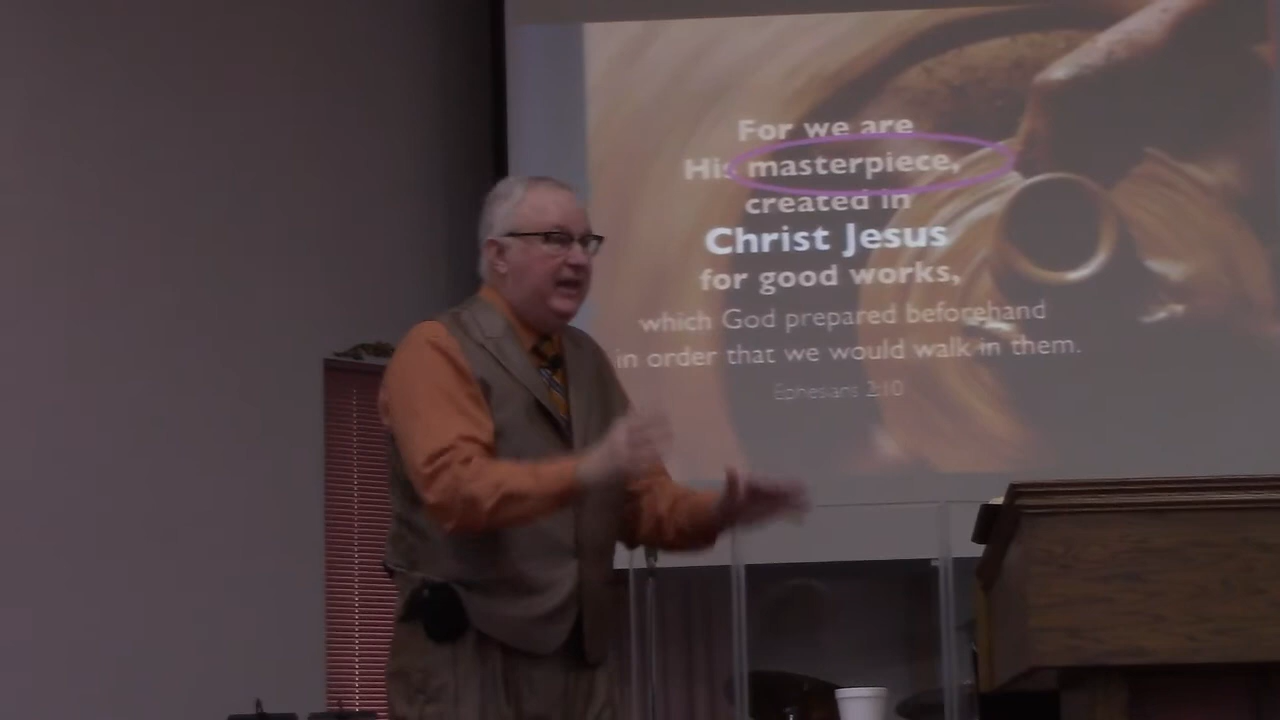 For we are
His masterpiece,
created in
Christ Jesus
for good works,
which God prepared beforehand
in order that we would walk in them.
Ephesians 2:10